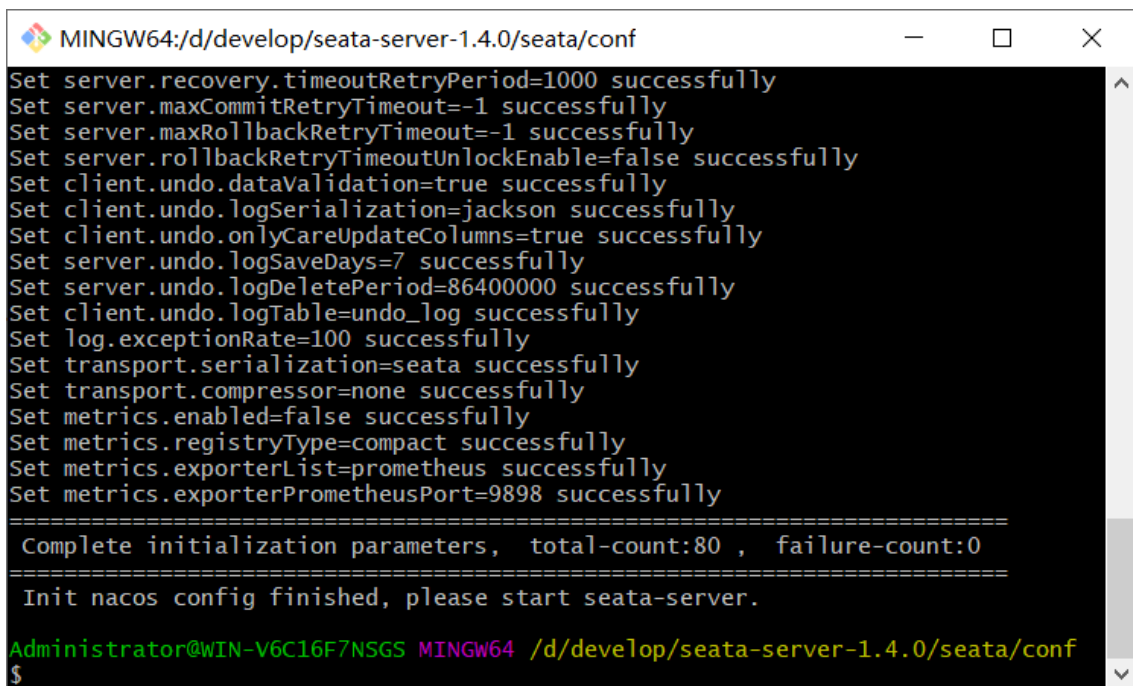 MINGW64:/d/develop/seata-server-1.4.0/seata/conf
Set server.recovery.timeoutRetryPeriod=1000 successfully
Set server.maxCommitRetryTimeout=-1 successfully
Set server.maxRollbackRetryTimeout=-1 successfully
Set server.rollbackRetryTimeoutUnlockEnable=false successfully
Set client.undo.dataValidation=true successfully
Set client.undo.logSerialization=jackson successfully
Set client.undo.onlyCareUpdateColumns=true successfully
Set server.undo.logSaveDays=7 successfully
Set server.undo.logDeletePeriod=86400000 successfully
Set client.undo.logTable=undo_log successfully
Set log.exceptionRate=100 successfully
Set transport.serialization=seata successfully
Set transport.compressor=none successfully
Set metrics.enabled=false successfully
Set metrics.registryType=compact successfully
Set metrics.exporterList=prometheus successfully
Set metrics.exporterPrometheusPort=9898 successfully
=========================================================================
 Complete initialization parameters,  total-count:80 ,  failure-count:0
=========================================================================
 Init nacos config finished, please start seata-server.
Administrator@WIN-V6C16F7NSGS MINGW64 /d/develop/seata-server-1.4.0/seata/conf
$